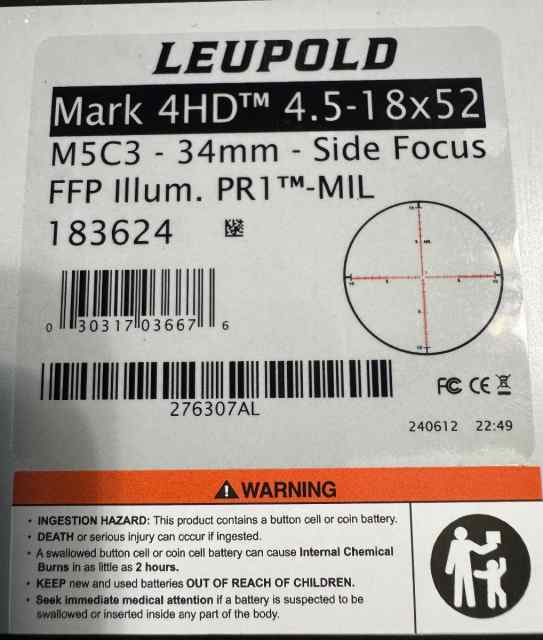 LEUPOLD
Mark 4HD™ 4.5-18x52
M5C3 - 34mm - Side Focus
FFP Illum. PR1™-MIL
183624
0 30317 03667 6
276307AL
FC CE
240612 22:49
WARNING
• INGESTION HAZARD: This product contains a button cell or coin battery.
• DEATH or serious injury can occur if ingested.
• A swallowed button cell or coin cell battery can cause Internal Chemical
Burns in as little as 2 hours.
• KEEP new and used batteries OUT OF REACH OF CHILDREN.
• Seek immediate medical attention if a battery is suspected to be
swallowed or inserted inside any part of the body.